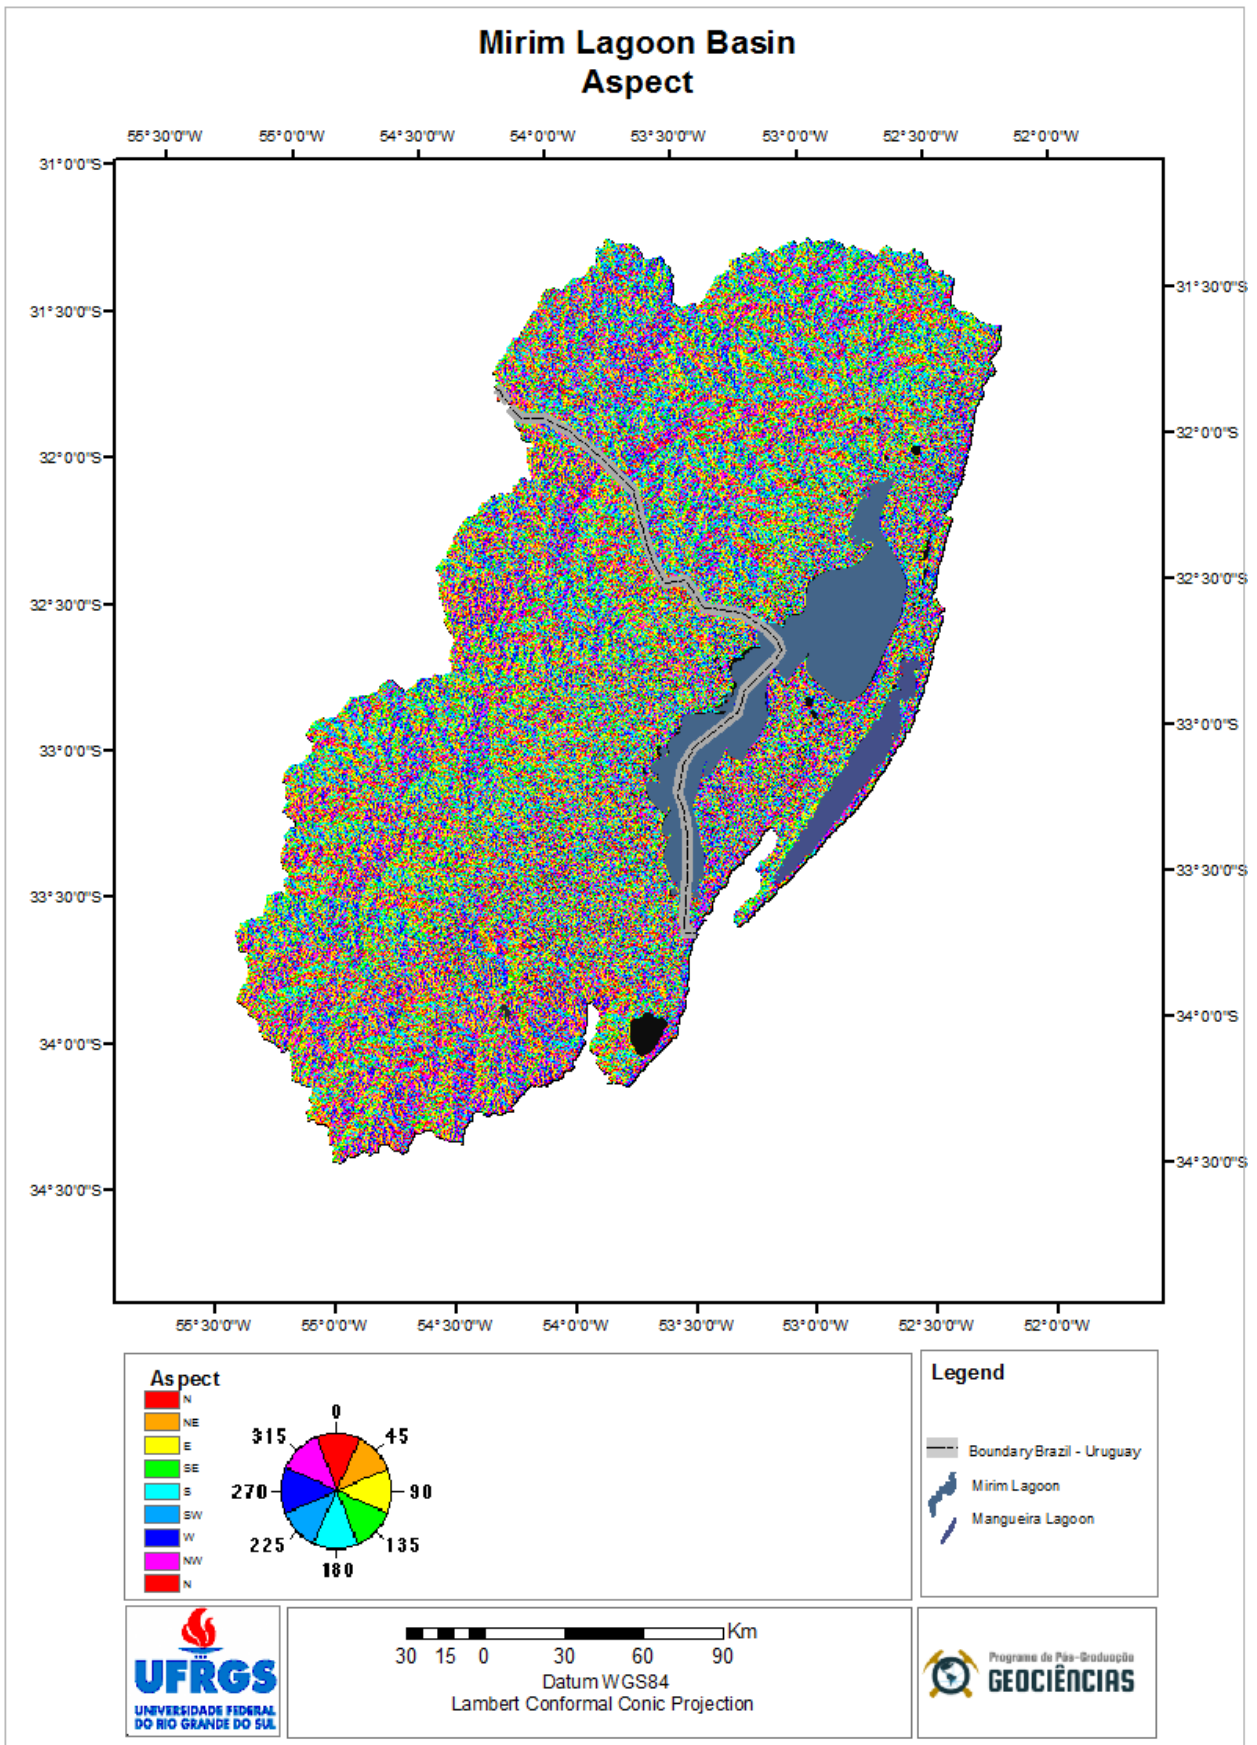 Mirim Lagoon Basin
Aspect
55°30'0"W 55°0'0"W 54°30'0"W 54°0'0"W 53°30'0"W 53°0'0"W 52°30'0"W 52°0'0"W
31°0'0"S
31°30'0"S
31°30'0"S
32°0'0"S
32°0'0"S
32°30'0"S
32°30'0"S
33°0'0"S
33°0'0"S
33°30'0"S
33°30'0"S
34°0'0"S
34°0'0"S
34°30'0"S
34°30'0"S
55°30'0"W 55°0'0"W 54°30'0"W 54°0'0"W 53°30'0"W 53°0'0"W 52°30'0"W 52°0'0"W
Aspect
N
NE
E
SE
S
SW
W
NW
N
0
315 45
270 90
225 135
180
Legend
Boundary Brazil - Uruguay
Mirim Lagoon
Mangueira Lagoon
UFRGS
UNIVERSIDADE FEDERAL
DO RIO GRANDE DO SUL
Km
30 15 0 30 60 90
Datum WGS84
Lambert Conformal Conic Projection
Programa de Pós-Graduação
GEOCIÊNCIAS